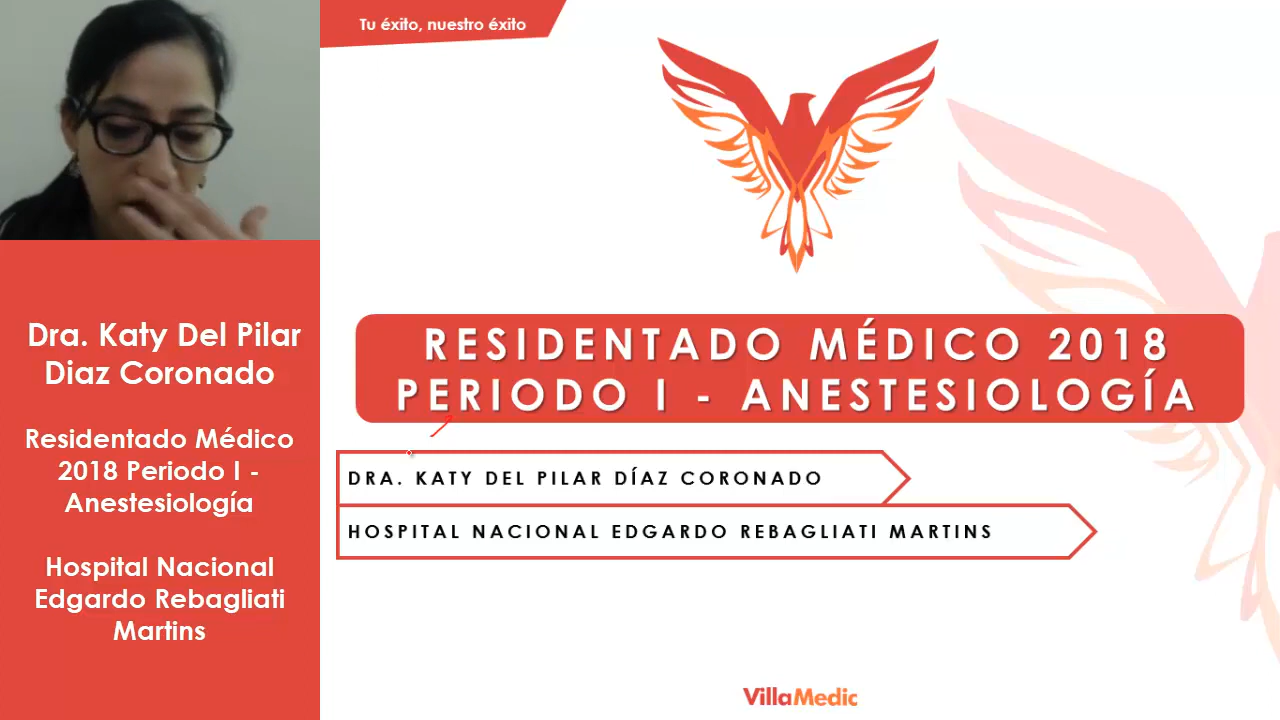 Tu éxito, nuestro éxito
RESIDENTADO MÉDICO 2018
PERIODO I - ANESTESIOLOGÍA
DRA. KATY DEL PILAR DÍAZ CORONADO
HOSPITAL NACIONAL EDGARDO REBAGLIATI MARTINS
VillaMedic
Dra. Katy Del Pilar
Diaz Coronado
Residentado Médico
2018 Periodo I -
Anestesiología
Hospital Nacional
Edgardo Rebagliati
Martins